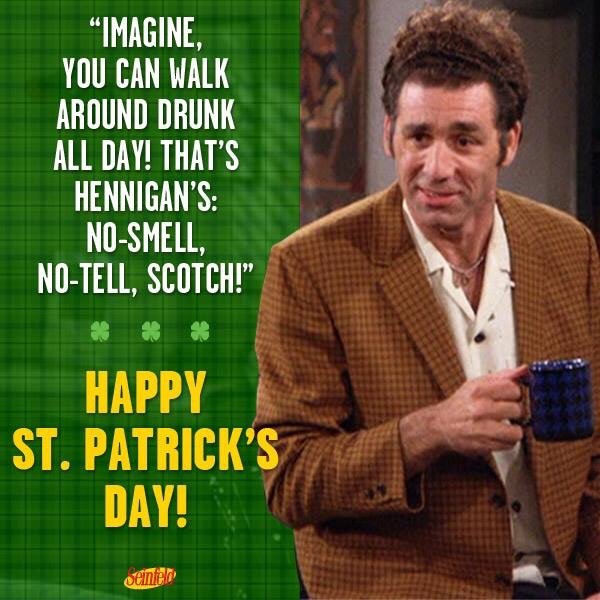 “IMAGINE,
YOU CAN WALK
AROUND DRUNK
ALL DAY! THAT’S
HENNIGAN’S:
NO-SMELL,
NO-TELL, SCOTCH!”
HAPPY
ST. PATRICK’S
DAY!
Seinfeld